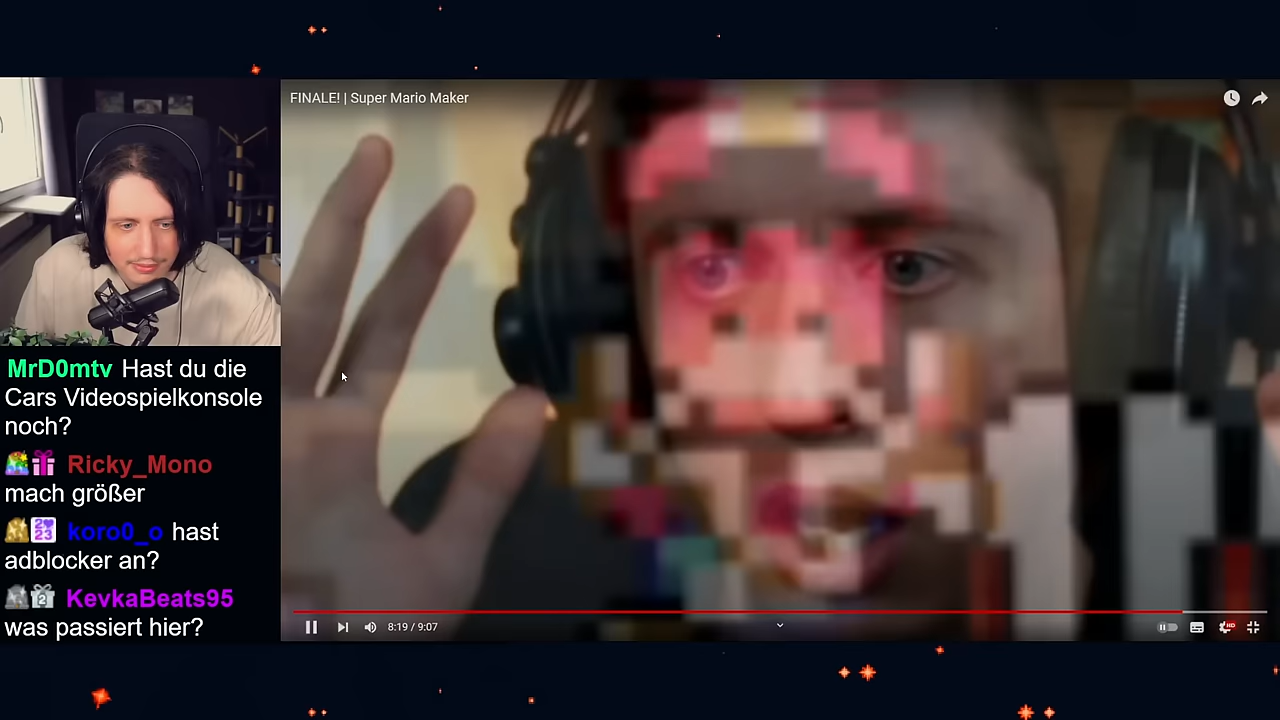 FINALE! | Super Mario Maker
MrD0mtv Hast du die
Cars Videospielkonsole
noch?
Ricky_Mono
mach größer
koro0_o hast
adblocker an?
KevkaBeats95
was passiert hier?
8:19 / 9:07